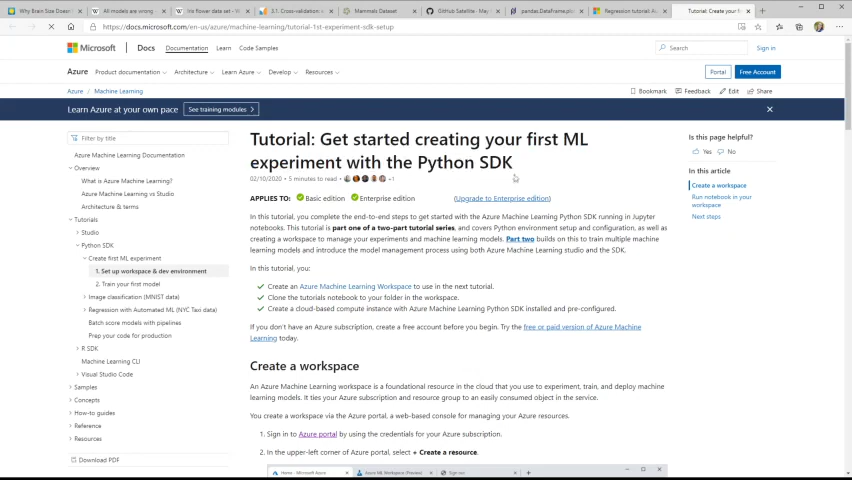 Why Brain Size Doesn't
All models are wrong
Iris flower data set - W
3.1. Cross-validation: e
Mammals Dataset
GitHub Satellite - May
pandas.DataFrame.plo
Regression tutorial: A
Tutorial: Create your f
https://docs.microsoft.com/en-us/azure/machine-learning/tutorial-1st-experiment-sdk-setup
Microsoft
Docs
Documentation
Learn
Code Samples
Search
Sign in
Azure
Product documentation
Architecture
Learn Azure
Develop
Resources
Portal
Free Account
Azure / Machine Learning
Bookmark
Feedback
Edit
Share
Learn Azure at your own pace
See training modules
Filter by title
Azure Machine Learning Documentation
Overview
What is Azure Machine Learning?
Azure Machine Learning vs Studio
Architecture & terms
Tutorials
Studio
Python SDK
Create first ML experiment
1. Set up workspace & dev environment
2. Train your first model
Image classification (MNIST data)
Regression with Automated ML (NYC Taxi data)
Batch score models with pipelines
Prep your code for production
R SDK
Machine Learning CLI
Visual Studio Code
Samples
Concepts
How-to guides
Reference
Resources
Download PDF
Tutorial: Get started creating your first ML
experiment with the Python SDK
02/10/2020 • 5 minutes to read •
+1
APPLIES TO: Basic edition Enterprise edition (Upgrade to Enterprise edition)
In this tutorial, you complete the end-to-end steps to get started with the Azure Machine Learning Python SDK running in Jupyter
notebooks. This tutorial is part one of a two-part tutorial series, and covers Python environment setup and configuration, as well as
creating a workspace to manage your experiments and machine learning models. Part two builds on this to train multiple machine
learning models and introduce the model management process using both Azure Machine Learning studio and the SDK.
In this tutorial, you:
Create an Azure Machine Learning Workspace to use in the next tutorial.
Clone the tutorials notebook to your folder in the workspace.
Create a cloud-based compute instance with Azure Machine Learning Python SDK installed and pre-configured.
If you don't have an Azure subscription, create a free account before you begin. Try the free or paid version of Azure Machine
Learning today.
Create a workspace
An Azure Machine Learning workspace is a foundational resource in the cloud that you use to experiment, train, and deploy machine
learning models. It ties your Azure subscription and resource group to an easily consumed object in the service.
You create a workspace via the Azure portal, a web-based console for managing your Azure resources.
1. Sign in to Azure portal by using the credentials for your Azure subscription.
2. In the upper-left corner of Azure portal, select + Create a resource.
Home - Microsoft Azure
Azure ML Workspace (Preview)
Sign out
Is this page helpful?
Yes
No
In this article
Create a workspace
Run notebook in your
workspace
Next steps